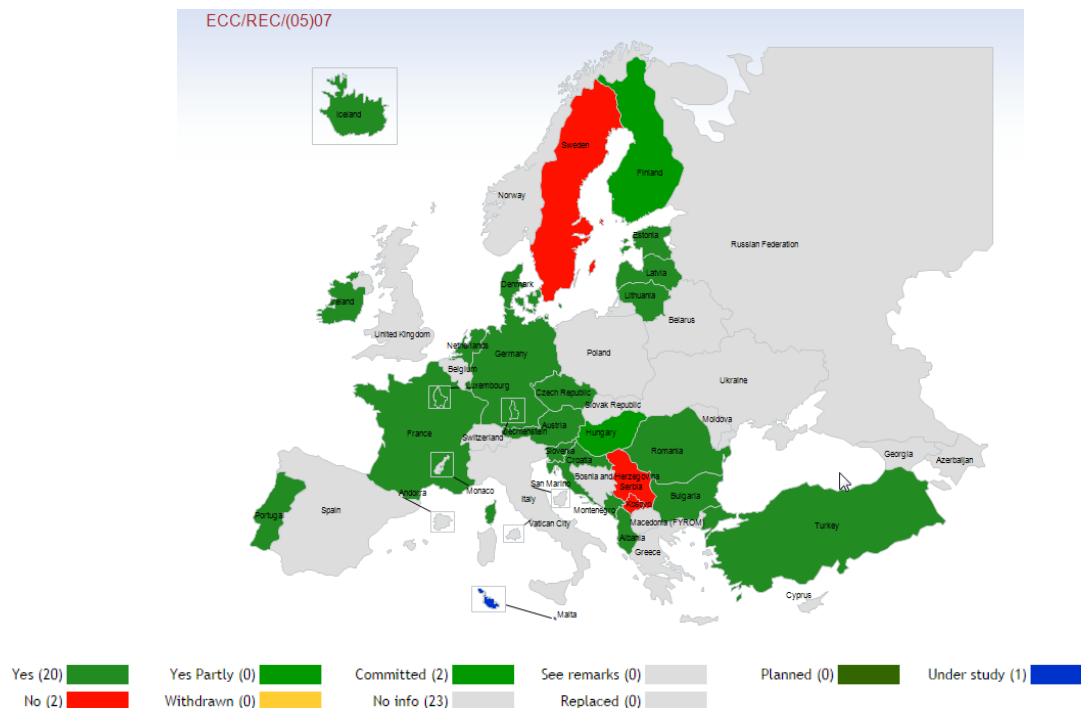 ECC/REC/(05)07
Iceland
Sweden
Finland
Norway
Russian Federation
Estonia
Latvia
Denmark
Lithuania
Ireland
Belarus
United Kingdom
Netherlands
Germany
Poland
Belgium
Ukraine
Luxembourg
Czech Republic
Slovak Republic
Moldova
France
Austria
Liechtenstein
Hungary
Switzerland
Slovenia
Romania
Croatia
Georgia
Azerbaijan
Bosnia and Herzegovina
San Marino
Serbia
Monaco
Andorra
Italy
Kosovo
Bulgaria
Spain
Portugal
Montenegro
Vatican City
Macedonia (FYROM)
Turkey
Albania
Greece
Cyprus
Malta
Yes (20)
Yes Partly (0)
Committed (2)
See remarks (0)
Planned (0)
Under study (1)
No (2)
Withdrawn (0)
No info (23)
Replaced (0)